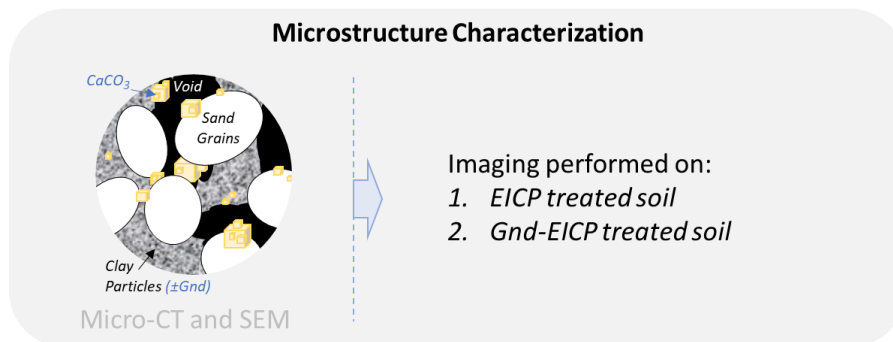 Microstructure Characterization
CaCO3
Void
Sand
Grains
Clay
Particles (±Gnd)
Micro-CT and SEM
Imaging performed on:
1. EICP treated soil
2. Gnd-EICP treated soil